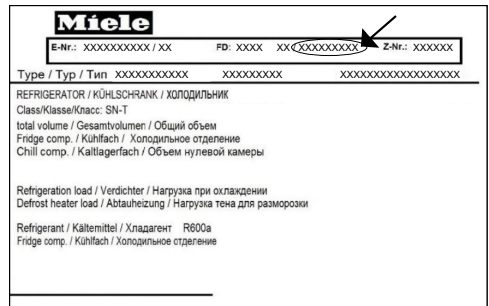 Miele
E-Nr.: XXXXXXXXXX / XX FD: XXXX XX XXXXXXXXX Z-Nr.: XXXXXX
Type / Typ / Тип XXXXXXXXXXX XXXXXXXXX XXXXXXXXXXXXXXXXXX
REFRIGERATOR / KÜHLSCHRANK / ХОЛОДИЛЬНИК
Class/Klasse/Класс: SN-T
total volume / Gesamtvolumen / Общий объем
Fridge comp. / Kühlfach / Холодильное отделение
Chill comp. / Kaltlagerfach / Объем нулевой камеры
Refrigeration load / Verdichter / Нагрузка при охлаждении
Defrost heater load / Abtauheizung / Нагрузка тена для разморозки
Refrigerant / Kältemittel / Хладагент R600a
Fridge comp. / Kühlfach / Холодильное отделение